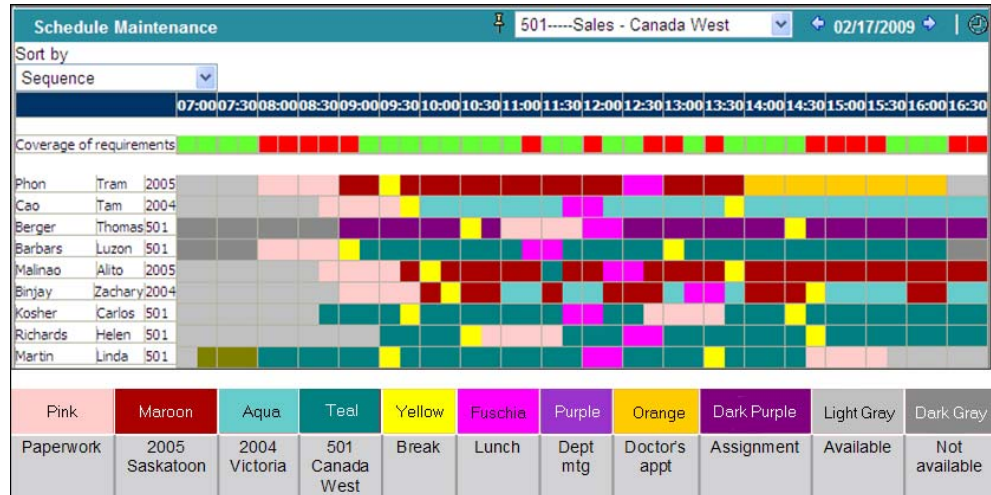 Schedule Maintenance 501-----Sales - Canada West 02/17/2009
Sort by
Sequence
07:00 07:30 08:00 08:30 09:00 09:30 10:00 10:30 11:00 11:30 12:00 12:30 13:00 13:30 14:00 14:30 15:00 15:30 16:00 16:30
Coverage of requirements
Phon Tram 2005
Cao Tam 2004
Berger Thomas 501
Barbars Luzon 501
Malinao Alito 2005
Binjay Zachary 2004
Kosher Carlos 501
Richards Helen 501
Martin Linda 501
Pink Maroon Aqua Teal Yellow Fuschia Purple Orange Dark Purple Light Gray Dark Gray
Paperwork 2005 2004 501 Break Lunch Dept Doctor's Assignment Available Not
Saskatoon Victoria Canada mtg appt available
West